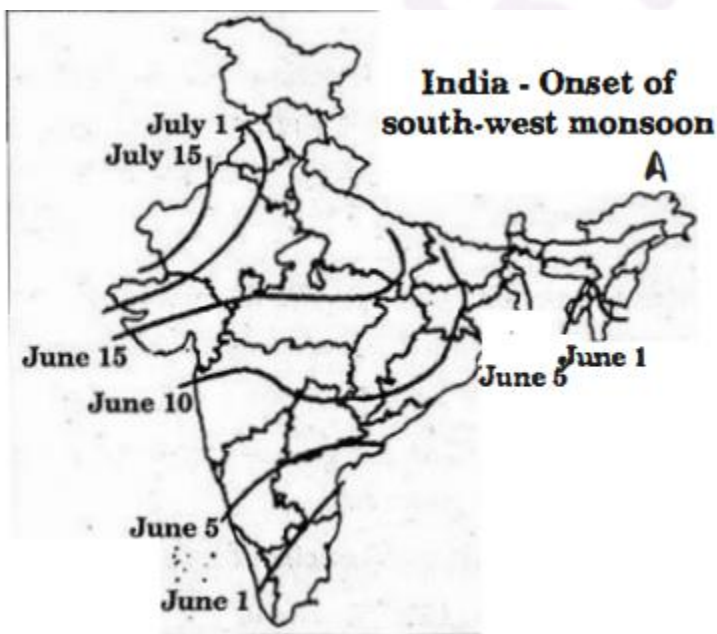 India - Onset of
south-west monsoon
A
July 1
July 15
June 15
June 10
June 5
June 1
June 5
June 1